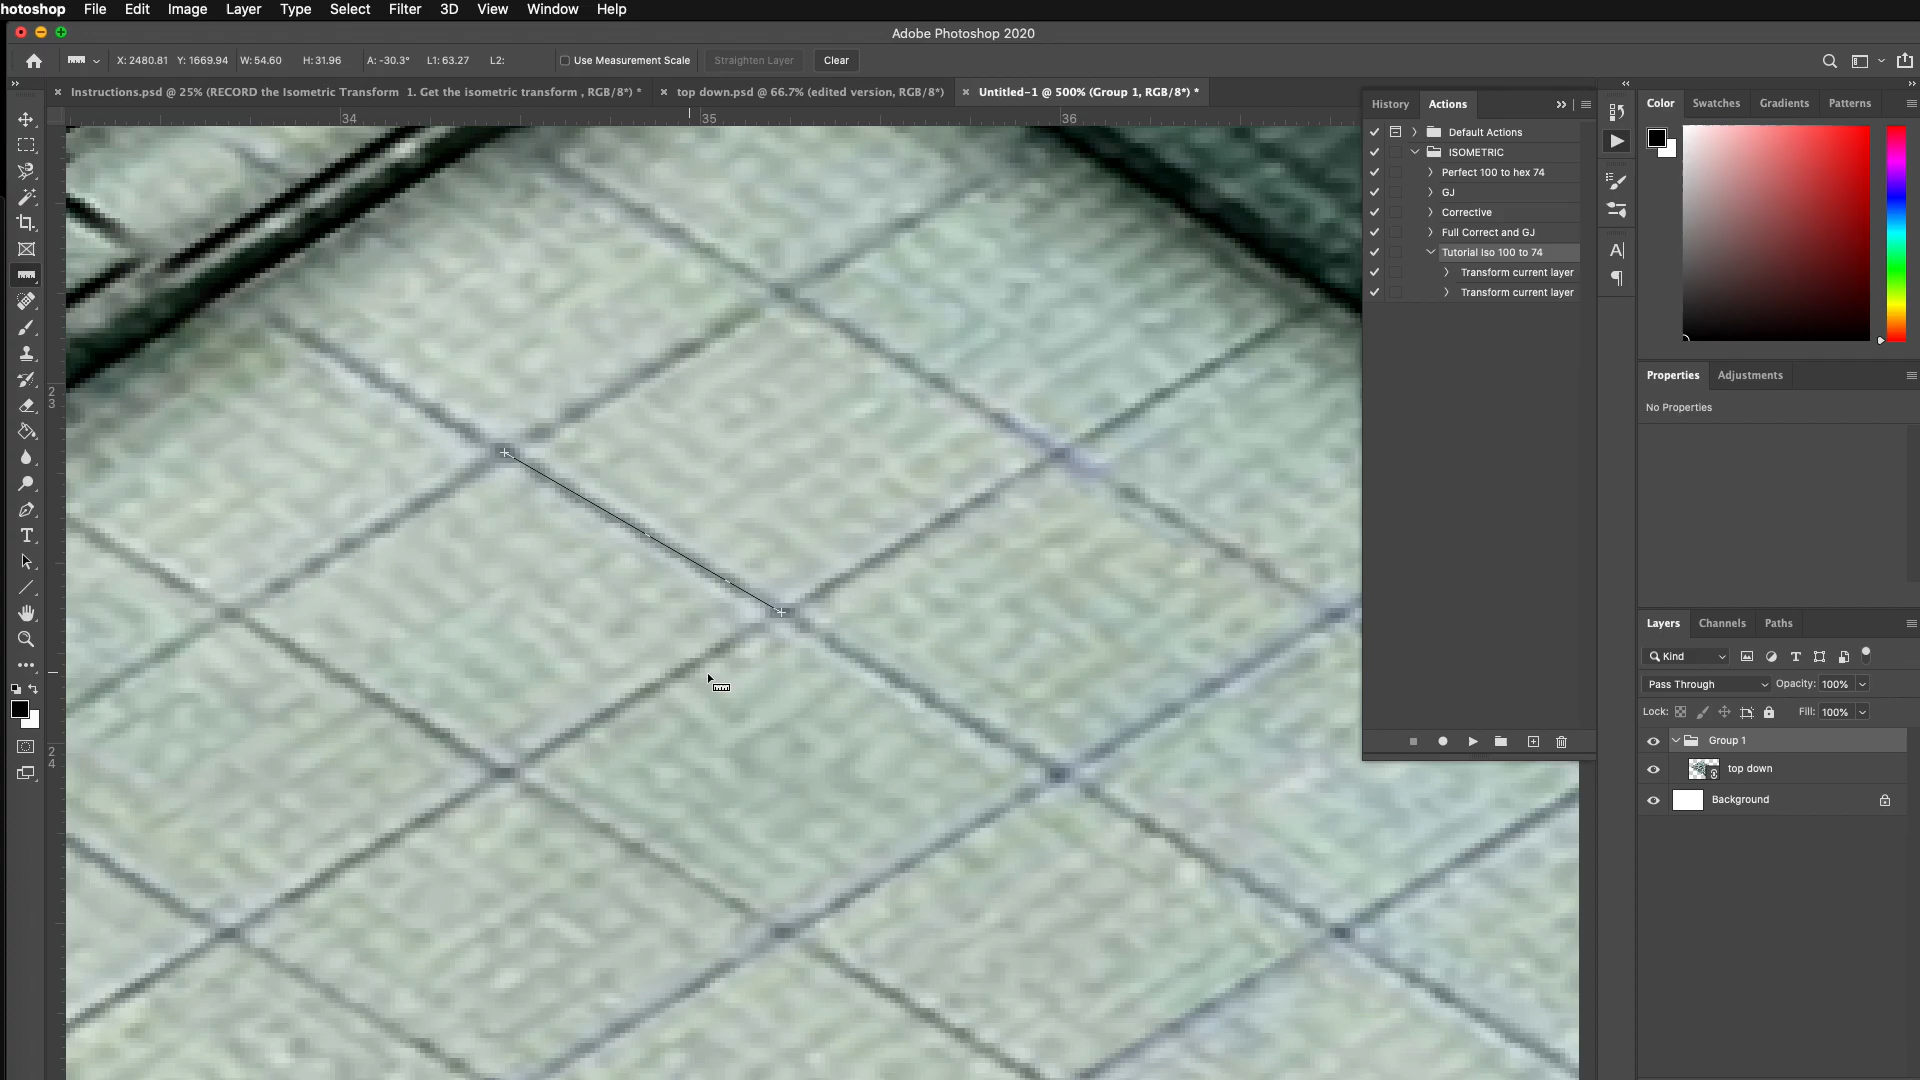 hotoshop File Edit Image Layer Type Select Filter 3D View Window Help
Adobe Photoshop 2020
X: 2480.81 Y: 1669.94 W: 54.60 H: 31.96 A: -30.3° L1: 63.27 L2: Use Measurement Scale Straighten Layer Clear
Instructions.psd @ 25% (RECORD the Isometric Transform 1. Get the isometric transform , RGB/8*) *
top down.psd @ 66.7% (edited version, RGB/8*)
Untitled-1 @ 500% (Group 1, RGB/8*) *
34 35 36
2
3
2
4
History Actions
Default Actions
ISOMETRIC
Perfect 100 to hex 74
GJ
Corrective
Full Correct and GJ
Tutorial Iso 100 to 74
Transform current layer
Transform current layer
Color Swatches Gradients Patterns
Properties Adjustments
No Properties
Layers Channels Paths
Kind
Pass Through Opacity: 100%
Lock: Fill: 100%
Group 1
top down
Background